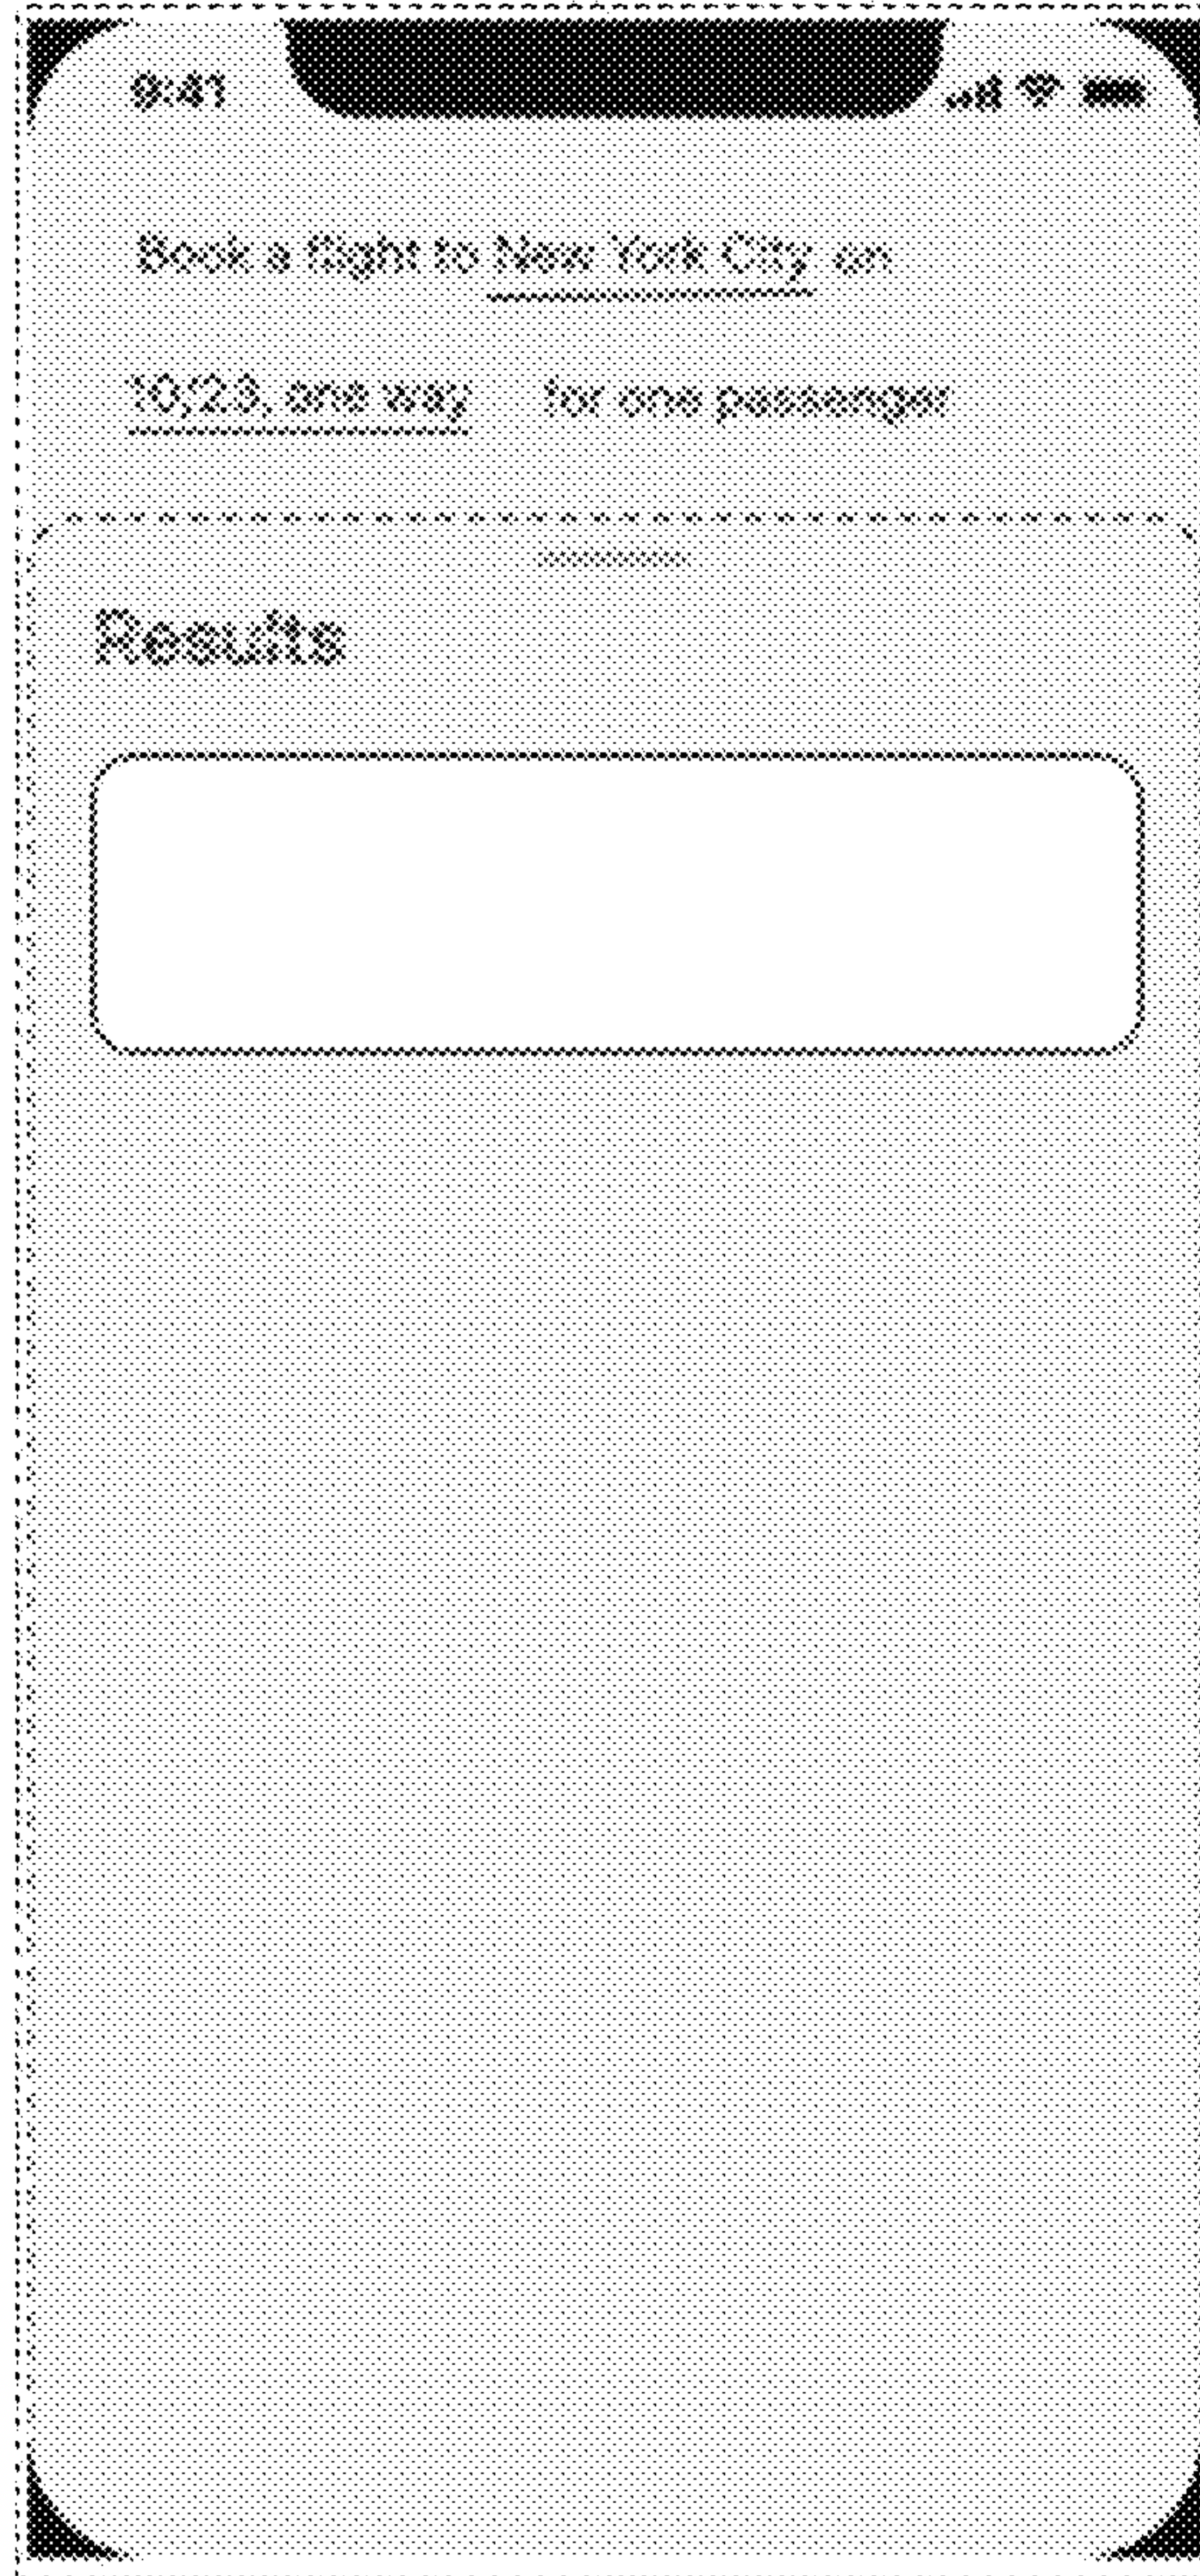 9:41
Book a flight to New York City on
10/23, one way for one passenger
Results